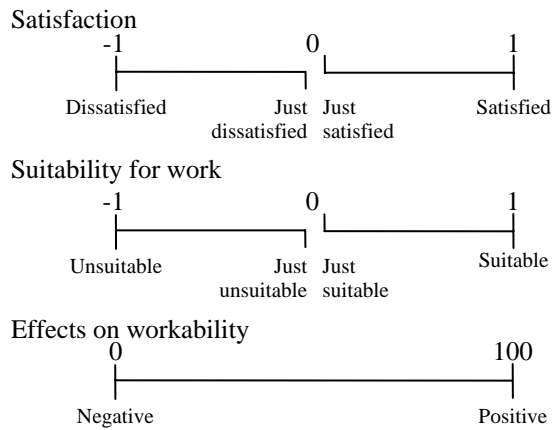 Satisfaction
-1 0 1
Dissatisfied Just Just Satisfied
dissatisfied satisfied
Suitability for work
-1 0 1
Unsuitable Just Just Suitable
unsuitable suitable
Effects on workability
0 100
Negative Positive